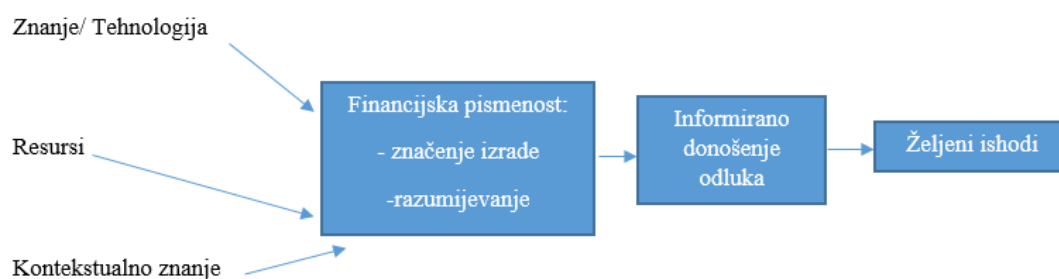 Znanje/ Tehnologija
Resursi
Kontekstualno znanje
Financijska pismenost:
- značenje izrade
-razumijevanje
Informirano
donošenje
odluka
Željeni ishodi